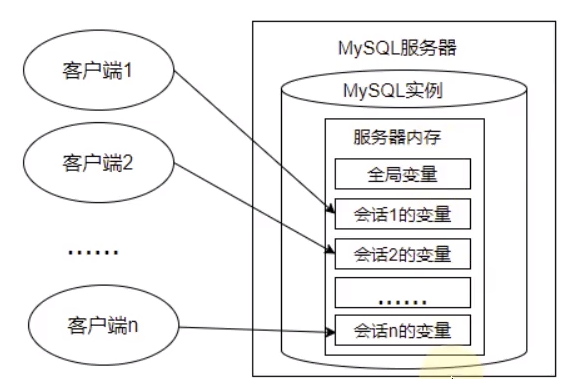 客户端1
客户端2
……
客户端n
MySQL服务器
MySQL实例
服务器内存
全局变量
会话1的变量
会话2的变量
……
会话n的变量